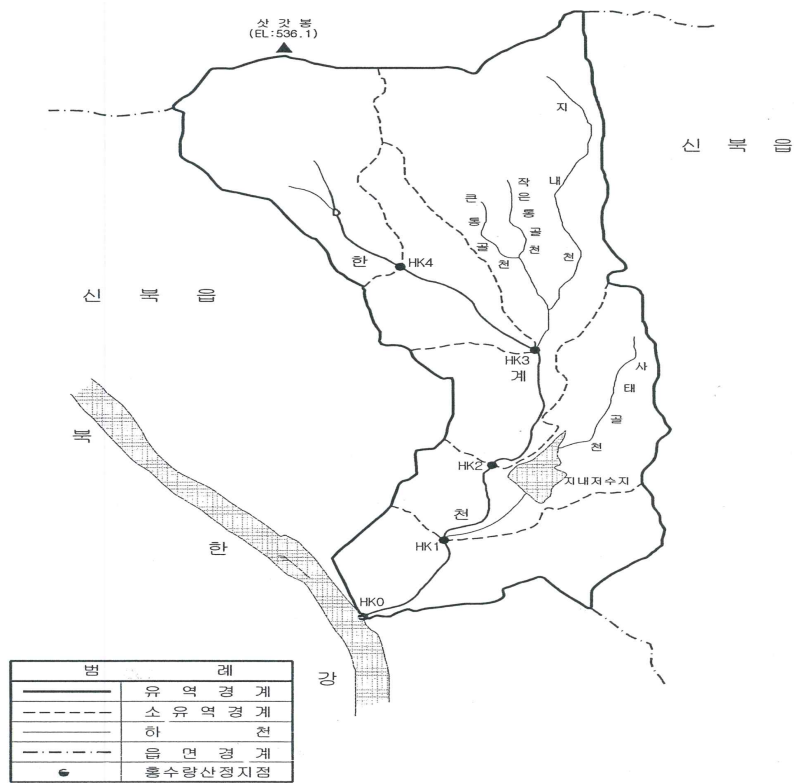 삿갓봉
(EL:536.1)
신 북 읍
지 내 천
작은통골천
큰통골천
한 계 천
HK4
신 북 읍
HK3
사태골천
HK2
지내저수지
HK1
HK0
북 한 강
범 례
유 역 경 계
소 유 역 경 계
하 천
읍 면 경 계
홍수량산정지점